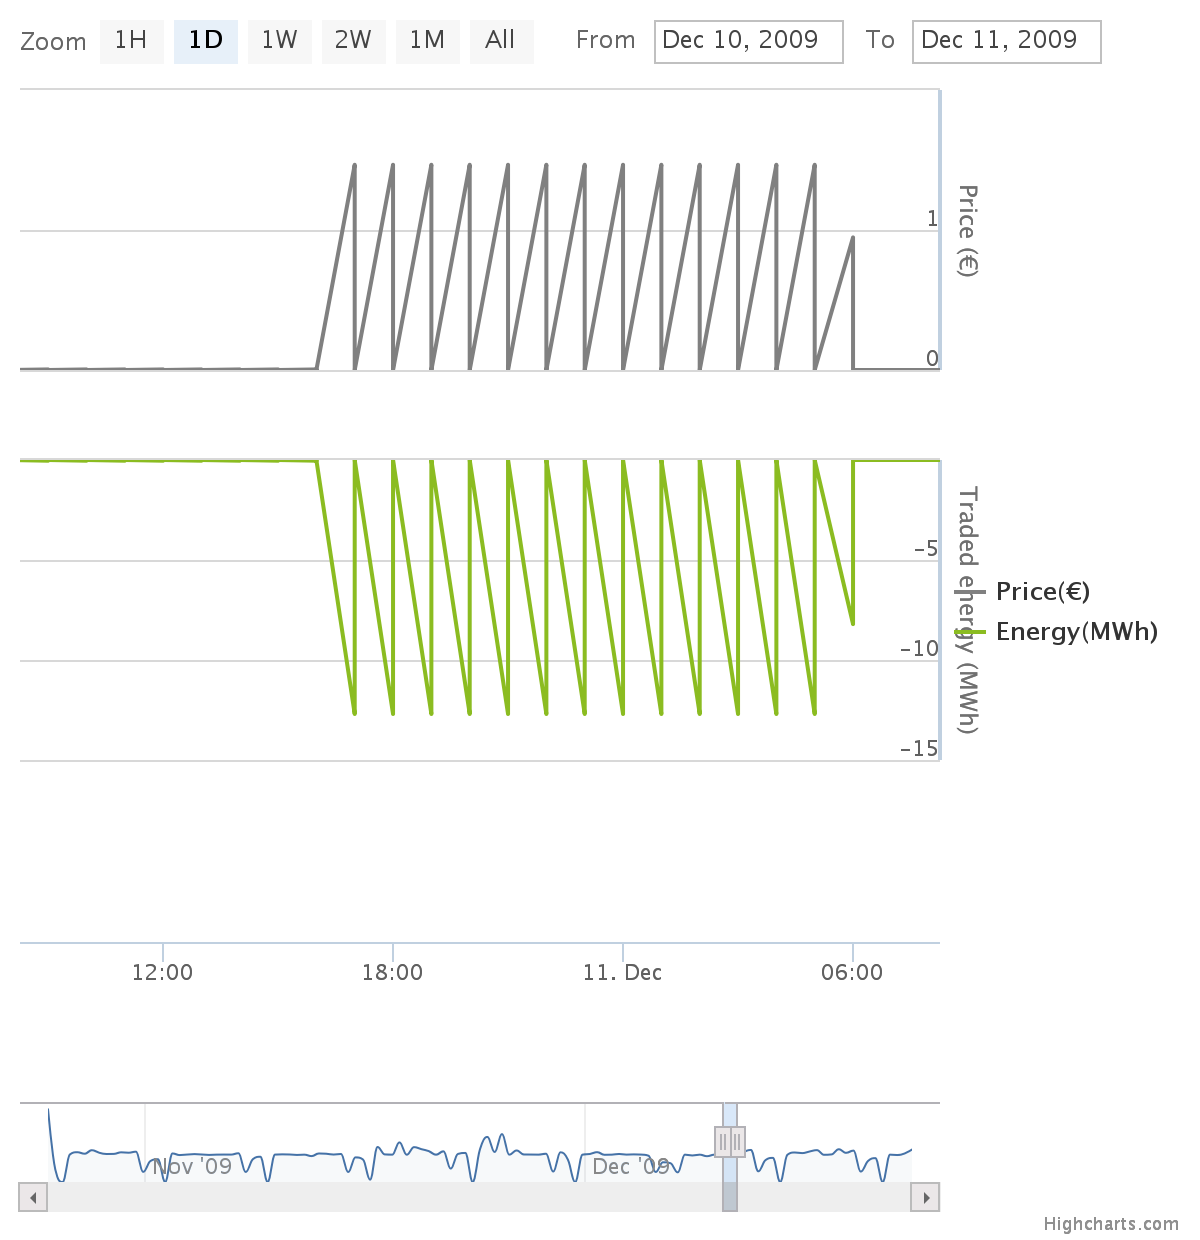 Zoom 1H 1D 1W 2W 1M All From Dec 10, 2009 To Dec 11, 2009
1
0
Price (€)
−5
−10
−15
Traded energy (MWh)
Price(€)
Energy(MWh)
12:00 18:00 11. Dec 06:00
Nov '09 Dec '09
Highcharts.com